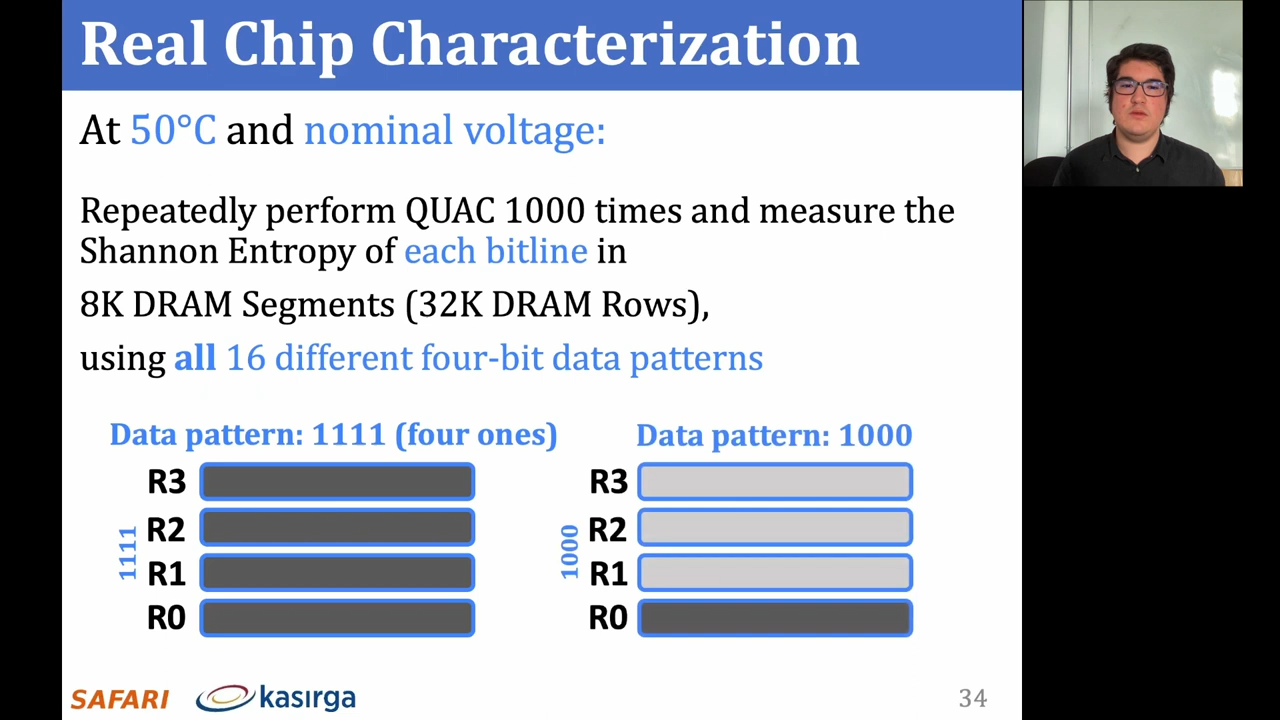 Real Chip Characterization
At 50°C and nominal voltage:
Repeatedly perform QUAC 1000 times and measure the
Shannon Entropy of each bitline in
8K DRAM Segments (32K DRAM Rows),
using all 16 different four-bit data patterns
Data pattern: 1111 (four ones)
R3
R2
R1
R0
1111
Data pattern: 1000
R3
R2
R1
R0
1000
SAFARI
kasırga
34